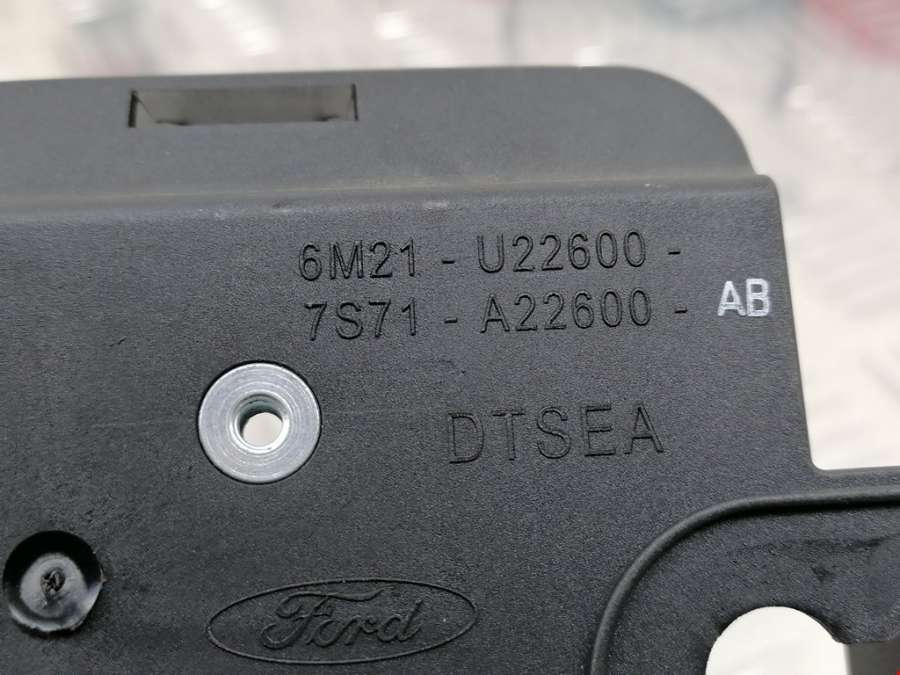 6M21 - U22600 -
7S71 - A22600 - AB
DTSEA
Ford